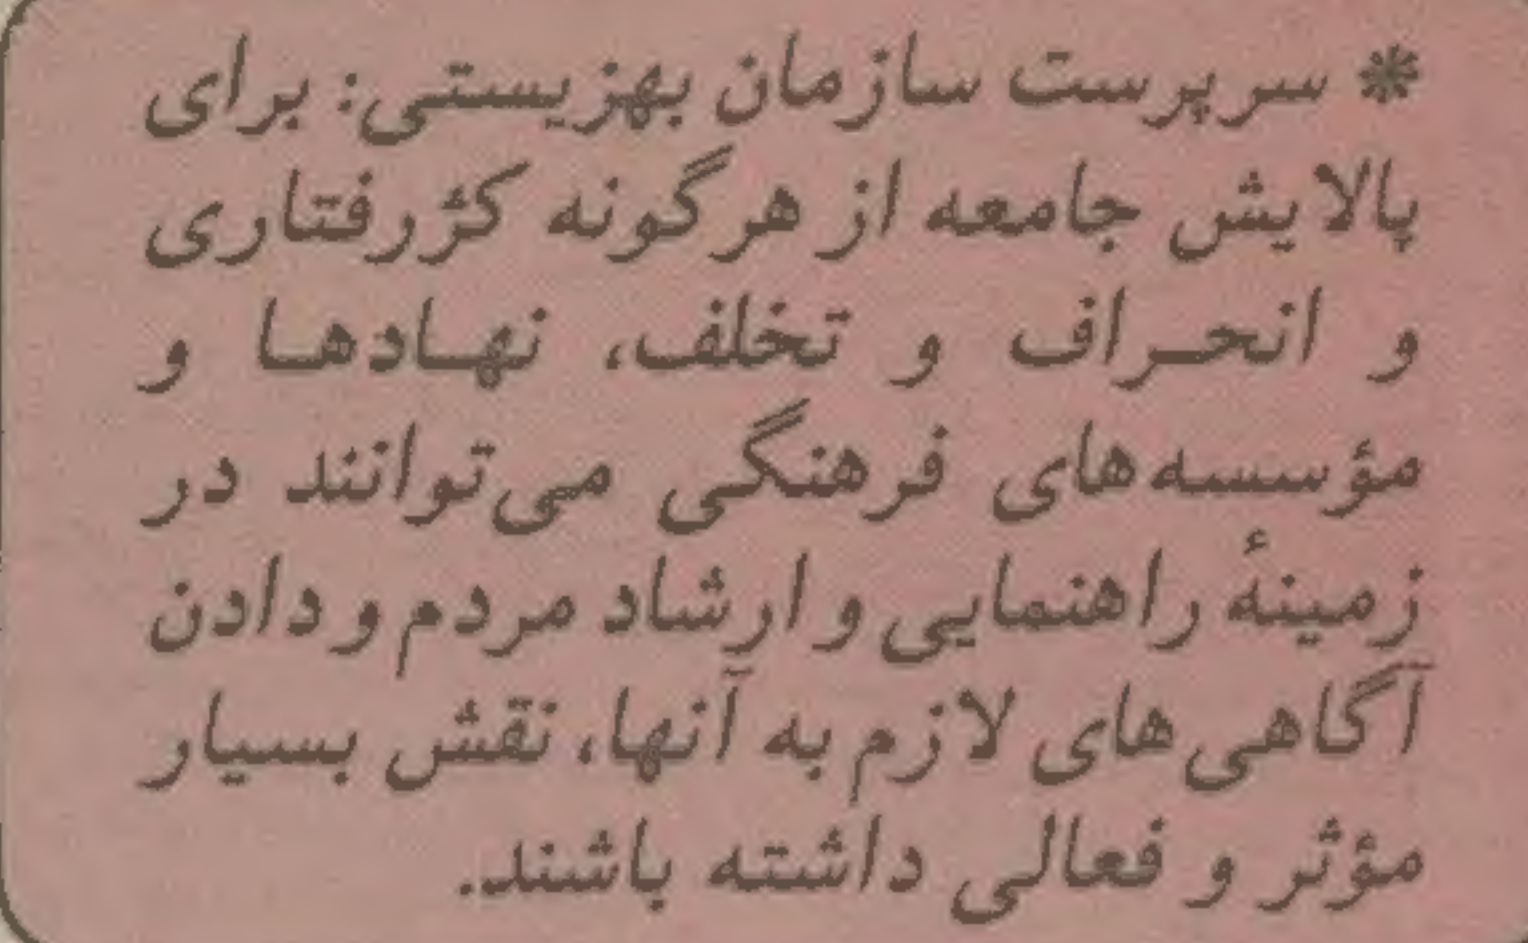 * سرپرست سازمان بهزیستی: برای
پالایش جامعه از هرگونه کژرفتاری
و انحراف و تخلف، نهادها و
مؤسسه‌های فرهنگی می‌توانند در
زمینهٔ راهنمایی و ارشاد مردم و دادن
آگاهی‌های لازم به آنها، نقش بسیار
مؤثر و فعالی داشته باشند.